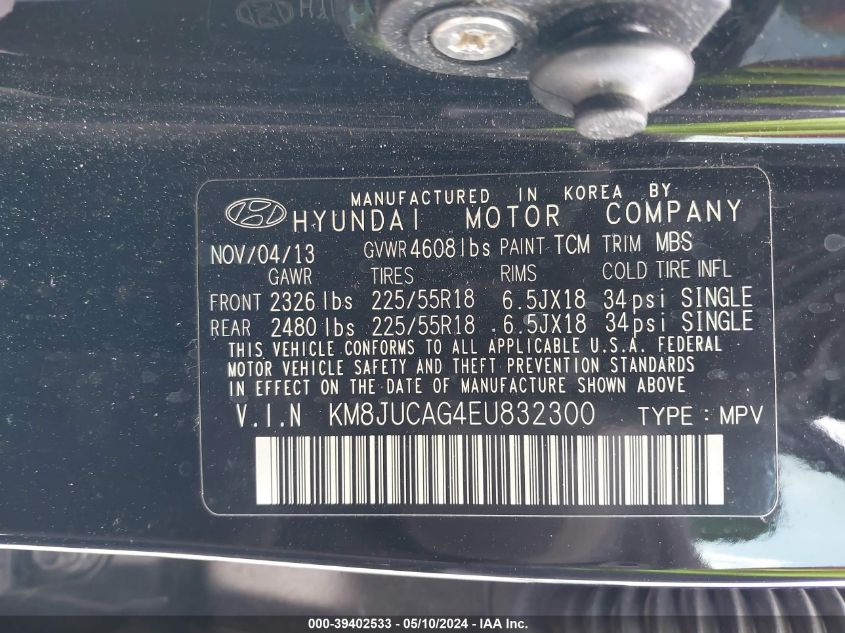 MANUFACTURED IN KOREA BY
HYUNDAI MOTOR COMPANY
NOV/04/13 GVWR 4608lbs PAINT TCM TRIM MBS
GAWR TIRES RIMS COLD TIRE INFL
FRONT 2326 lbs 225/55R18 6.5JX18 34psi SINGLE
REAR 2480 lbs 225/55R18 6.5JX18 34psi SINGLE
THIS VEHICLE CONFORMS TO ALL APPLICABLE U.S.A. FEDERAL
MOTOR VEHICLE SAFETY AND THEFT PREVENTION STANDARDS
IN EFFECT ON THE DATE OF MANUFACTURE SHOWN ABOVE
V.I.N KM8JUCAG4EU832300 TYPE : MPV
000-39402533 - 05/10/2024 - © IAA, Inc.